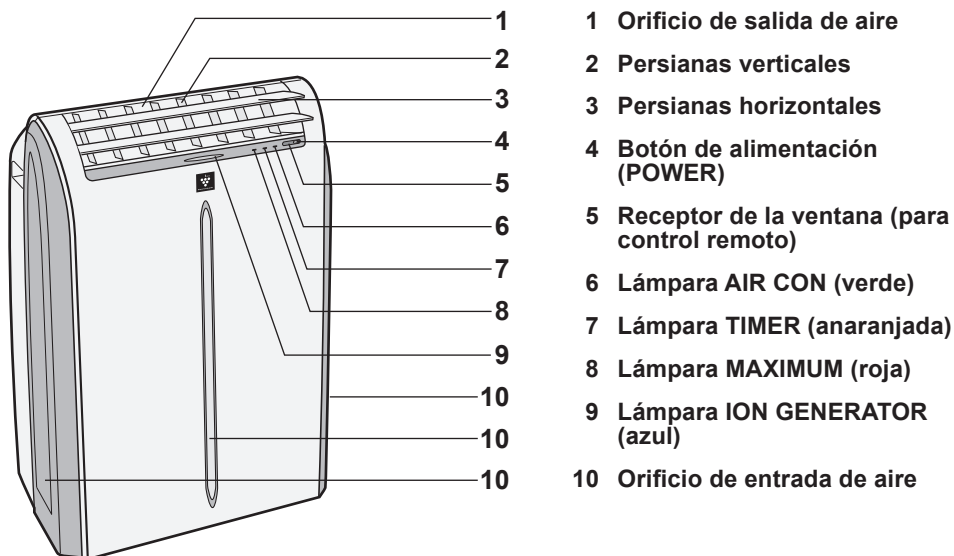 1
2
3
4
5
6
7
8
9
10
10
10
1 Orificio de salida de aire
2 Persianas verticales
3 Persianas horizontales
4 Botón de alimentación
(POWER)
5 Receptor de la ventana (para
control remoto)
6 Lámpara AIR CON (verde)
7 Lámpara TIMER (anaranjada)
8 Lámpara MAXIMUM (roja)
9 Lámpara ION GENERATOR
(azul)
10 Orificio de entrada de aire